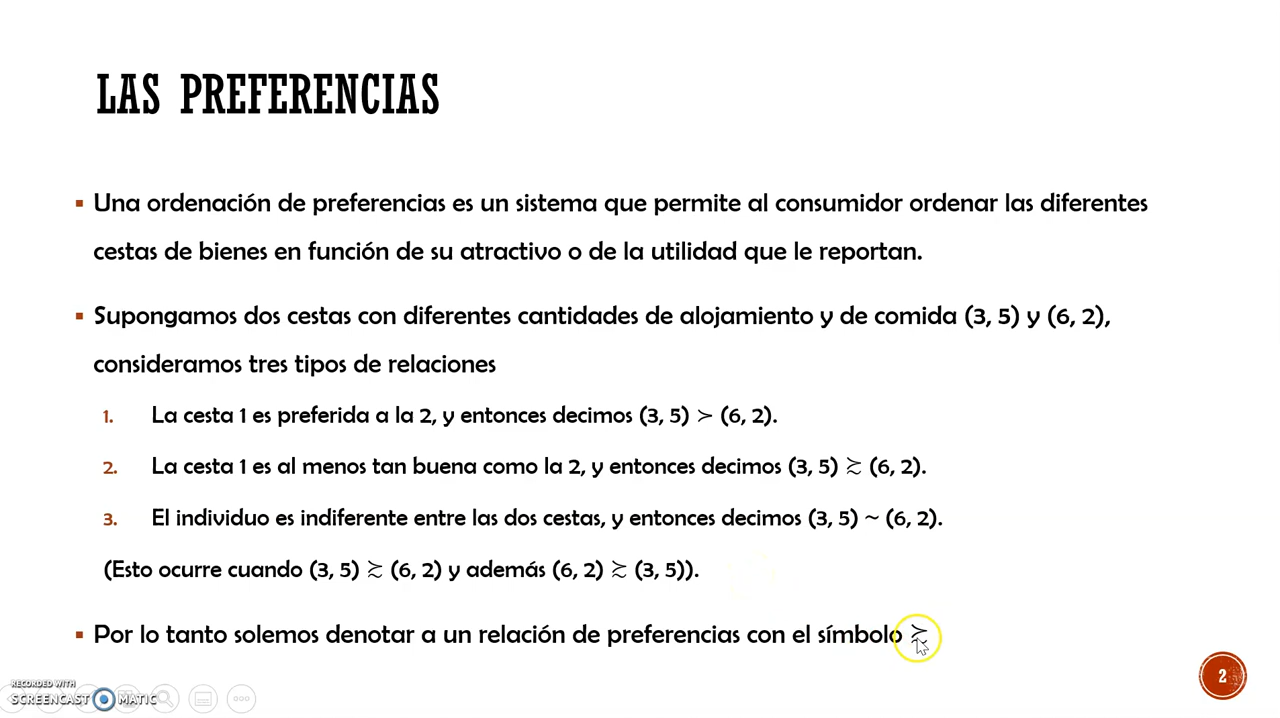 LAS PREFERENCIAS
▪ Una ordenación de preferencias es un sistema que permite al consumidor ordenar las diferentes
cestas de bienes en función de su atractivo o de la utilidad que le reportan.
▪ Supongamos dos cestas con diferentes cantidades de alojamiento y de comida (3, 5) y (6, 2),
consideramos tres tipos de relaciones
1. La cesta 1 es preferida a la 2, y entonces decimos (3, 5) ≻ (6, 2).
2. La cesta 1 es al menos tan buena como la 2, y entonces decimos (3, 5) ≿ (6, 2).
3. El individuo es indiferente entre las dos cestas, y entonces decimos (3, 5) ~ (6, 2).
(Esto ocurre cuando (3, 5) ≿ (6, 2) y además (6, 2) ≿ (3, 5)).
▪ Por lo tanto solemos denotar a un relación de preferencias con el símbolo ≿
RECORDED WITH
SCREENCAST MATIC
2